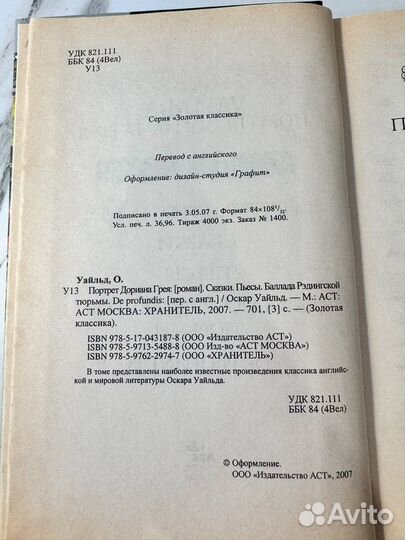 УДК 821.111
ББК 84 (4Вел)
У13
Серия «Золотая классика»
Перевод с английского
Оформление: дизайн-студия «Графит»
Подписано в печать 3.05.07 г. Формат 84×108¹/₃₂.
Усл. печ. л. 36,96. Тираж 4000 экз. Заказ № 1400.
Уайльд, О.
У13 Портрет Дориана Грея: [роман]. Сказки. Пьесы. Баллада Рэдингской
тюрьмы. De profundis: [пер. с англ.] / Оскар Уайльд. — М.: АСТ:
АСТ МОСКВА: ХРАНИТЕЛЬ, 2007. — 701, [3] с. — (Золотая
классика).
ISBN 978-5-17-043187-8 (ООО «Издательство АСТ»)
ISBN 978-5-9713-5488-8 (ООО Изд-во «АСТ МОСКВА»)
ISBN 978-5-9762-2974-7 (ООО «ХРАНИТЕЛЬ»)
В томе представлены наиболее известные произведения классика английс-
кой и мировой литературы Оскара Уайльда.
УДК 821.111
ББК 84 (4Вел)
© Оформление.
ООО «Издательство АСТ», 2007
П
Avito